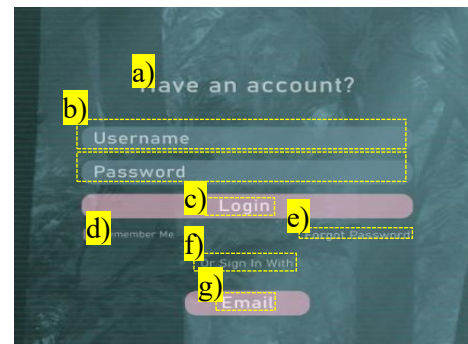 a) Have an account?
b)
Username
Password
c) Login
d) Remember Me e) Forgot Password
f) Or Sign In With
g) Email